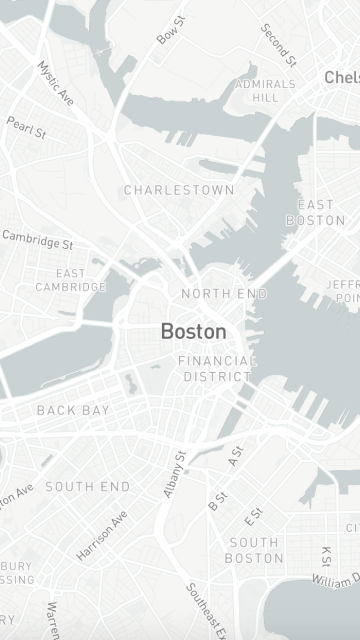 Bow St
Second St
Mystic Ave
Chels
ADMIRALS
HILL
Pearl St
CHARLESTOWN
EAST
BOSTON
Cambridge St
EAST
CAMBRIDGE
NORTH END
JEFFR
POIN
Boston
FINANCIAL
DISTRICT
BACK BAY
A St
Albany St
SOUTH END
ton Ave
B St
E St
Harrison Ave
CI
SOUTH
BOSTON
K St
BURY
SSING
William D
Southeast Ex
Warren
RY